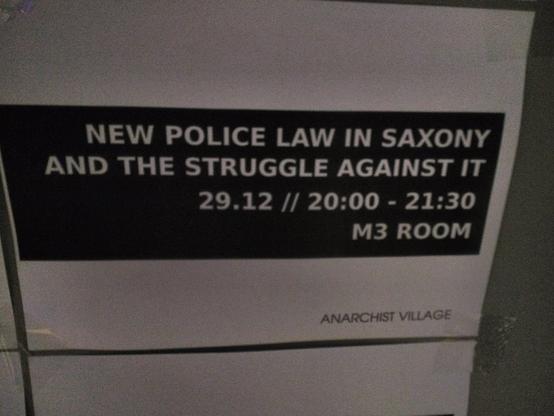 NEW POLICE LAW IN SAXONY
AND THE STRUGGLE AGAINST IT
29.12 // 20:00 - 21:30
M3 ROOM
ANARCHIST VILLAGE